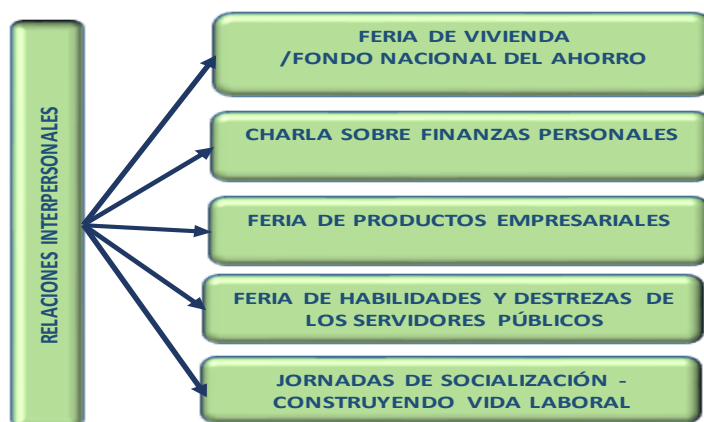 RELACIONES INTERPERSONALES
FERIA DE VIVIENDA
/FONDO NACIONAL DEL AHORRO
CHARLA SOBRE FINANZAS PERSONALES
FERIA DE PRODUCTOS EMPRESARIALES
FERIA DE HABILIDADES Y DESTREZAS DE
LOS SERVIDORES PÚBLICOS
JORNADAS DE SOCIALIZACIÓN -
CONSTRUYENDO VIDA LABORAL